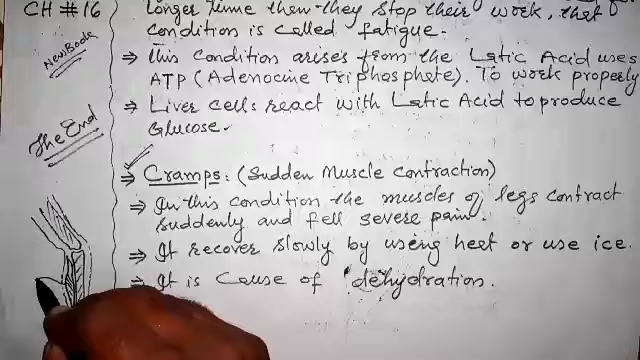 CH # 16
New Book
The End
longer time then they stop their work, that
condition is called fatigue.
⇒ This condition arises from the Latic Acid uses
ATP (Adenocine Triphasphete). To work properly
⇒ Liver cells react with Latic Acid to produce
Glucose.
⇒ Cramps: (Sudden Muscle Contraction)
⇒ In this condition the muscles of legs contract
suddenly and fell severe pain.
⇒ It recover slowly by using heet or use ice.
⇒ It is Cause of dehydration.